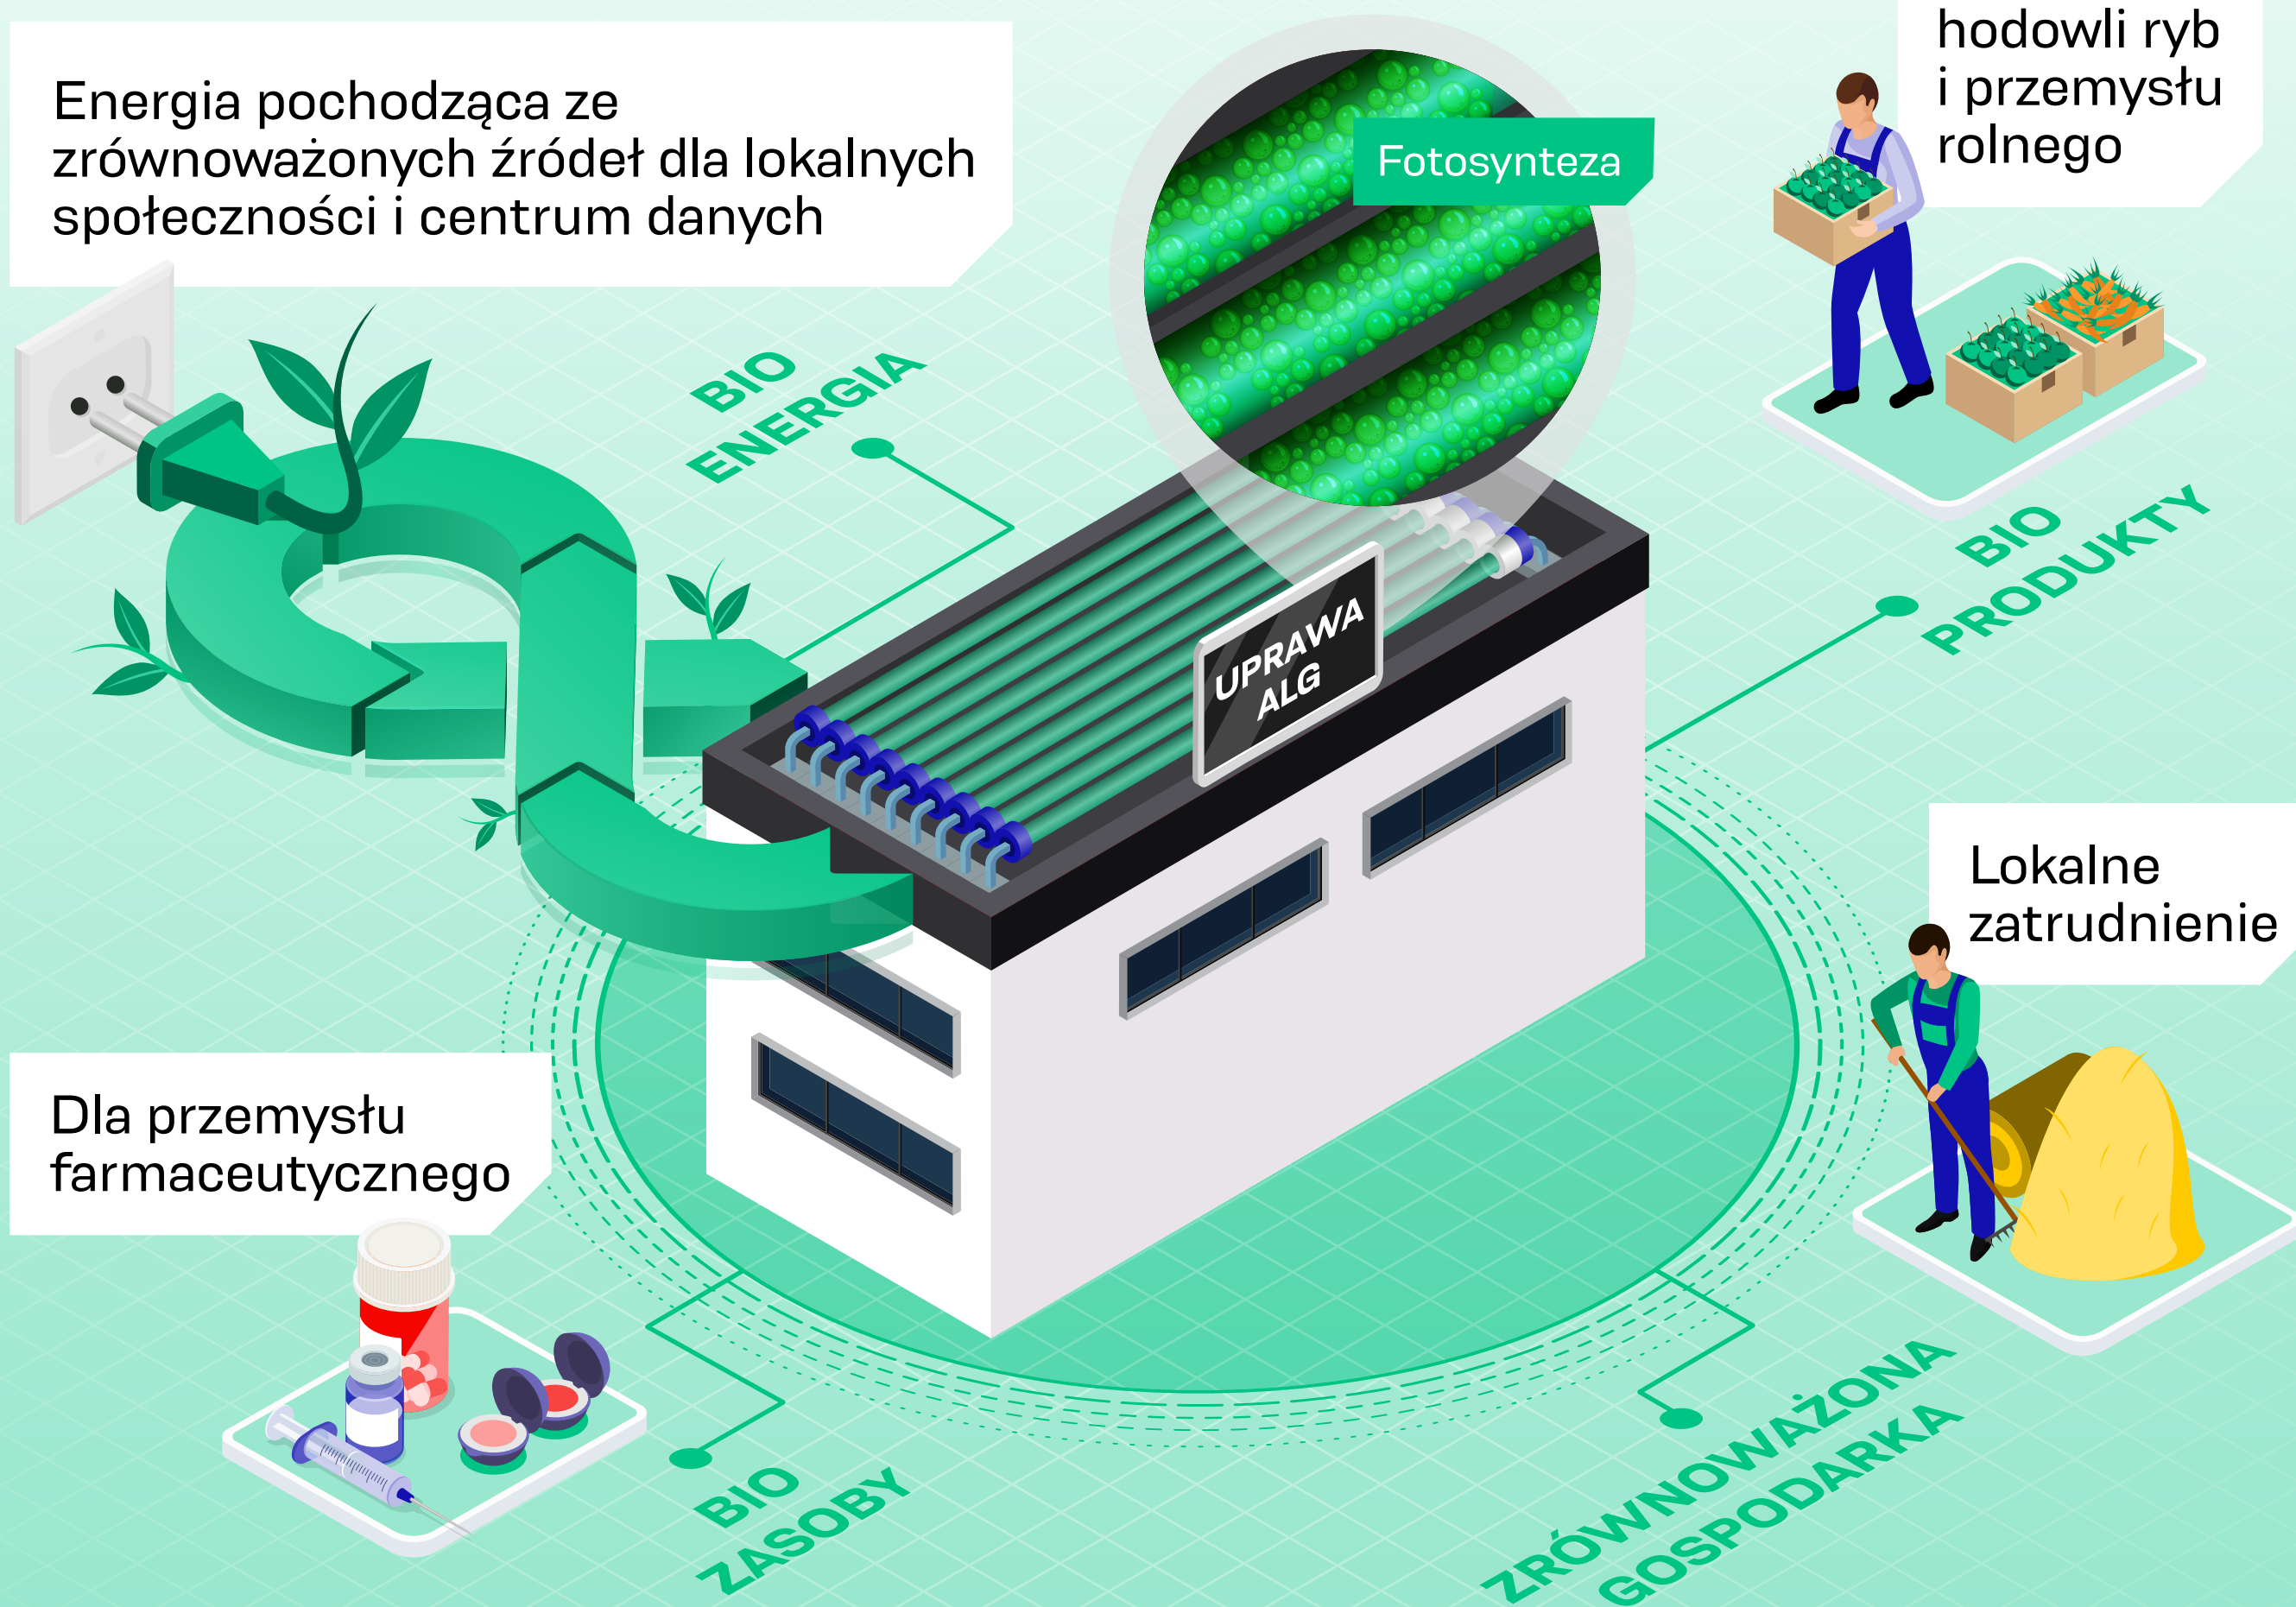 Energia pochodząca ze
zrównoważonych źródeł dla lokalnych
społeczności i centrum danych
Fotosynteza
hodowli ryb
i przemysłu
rolnego
BIO
ENERGIA
BIO
PRODUKTY
UPRAWA
ALG
Lokalne
zatrudnienie
Dla przemysłu
farmaceutycznego
BIO
ZASOBY
ZRÓWNOWAŻONA
GOSPODARKA